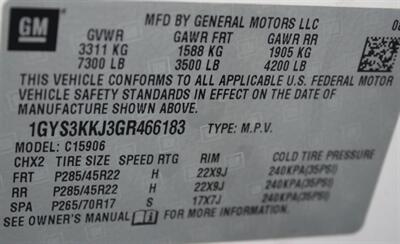 GM
MFD BY GENERAL MOTORS LLC
GVWR GAWR FRT GAWR RR
3311 KG 1588 KG 1905 KG
7300 LB 3500 LB 4200 LB
THIS VEHICLE CONFORMS TO ALL APPLICABLE U.S. FEDERAL MOTOR
VEHICLE SAFETY STANDARDS IN EFFECT ON THE DATE OF
MANUFACTURE SHOWN ABOVE.
1GYS3KKJ3GR466183 TYPE: M.P.V.
MODEL: C15906
CHX2 TIRE SIZE SPEED RTG RIM COLD TIRE PRESSURE
FRT P285/45R22 H 22X9J 240KPA(35PSI)
RR P285/45R22 H 22X9J 240KPA(35PSI)
SPA P265/70R17 S 17X7J 240KPA(35PSI)
SEE OWNER'S MANUAL FOR MORE INFORMATION.